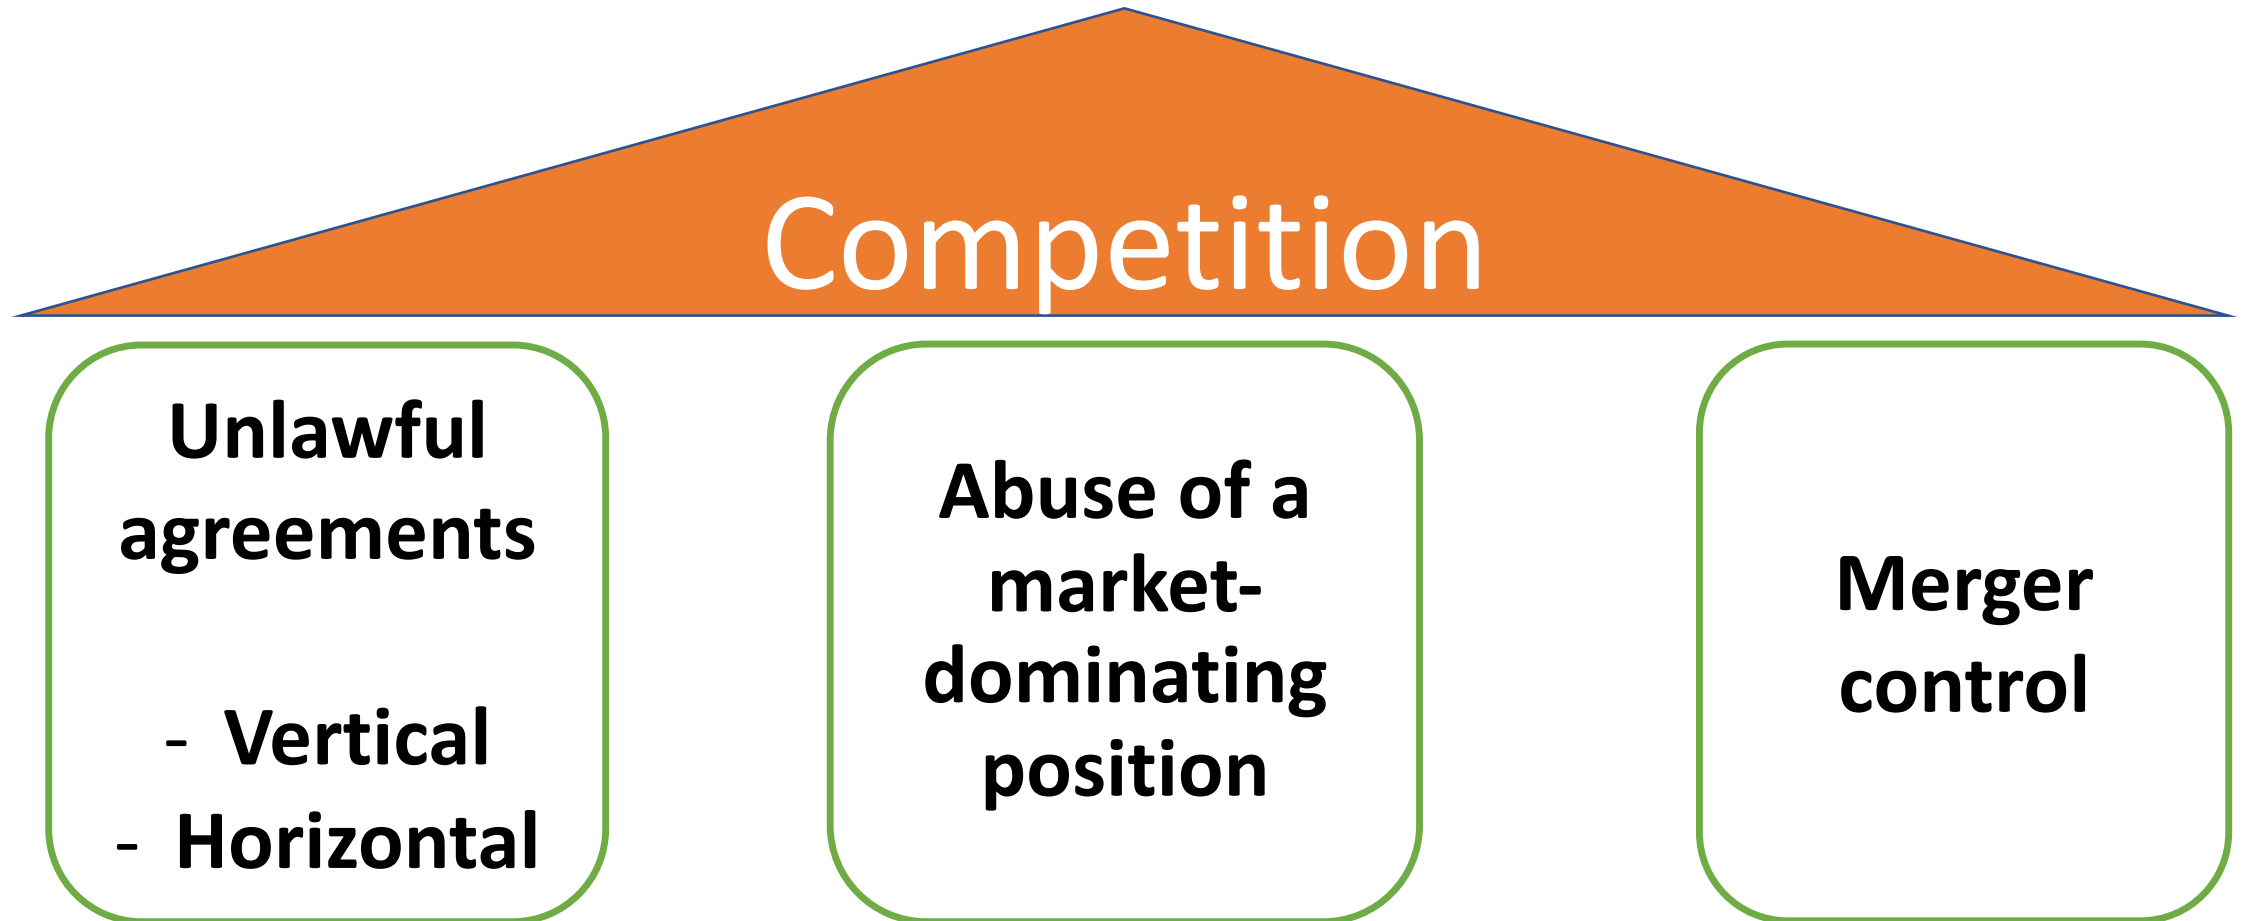 Competition
Unlawful
agreements
- Vertical
- Horizontal
Abuse of a
market-
dominating
position
Merger
control